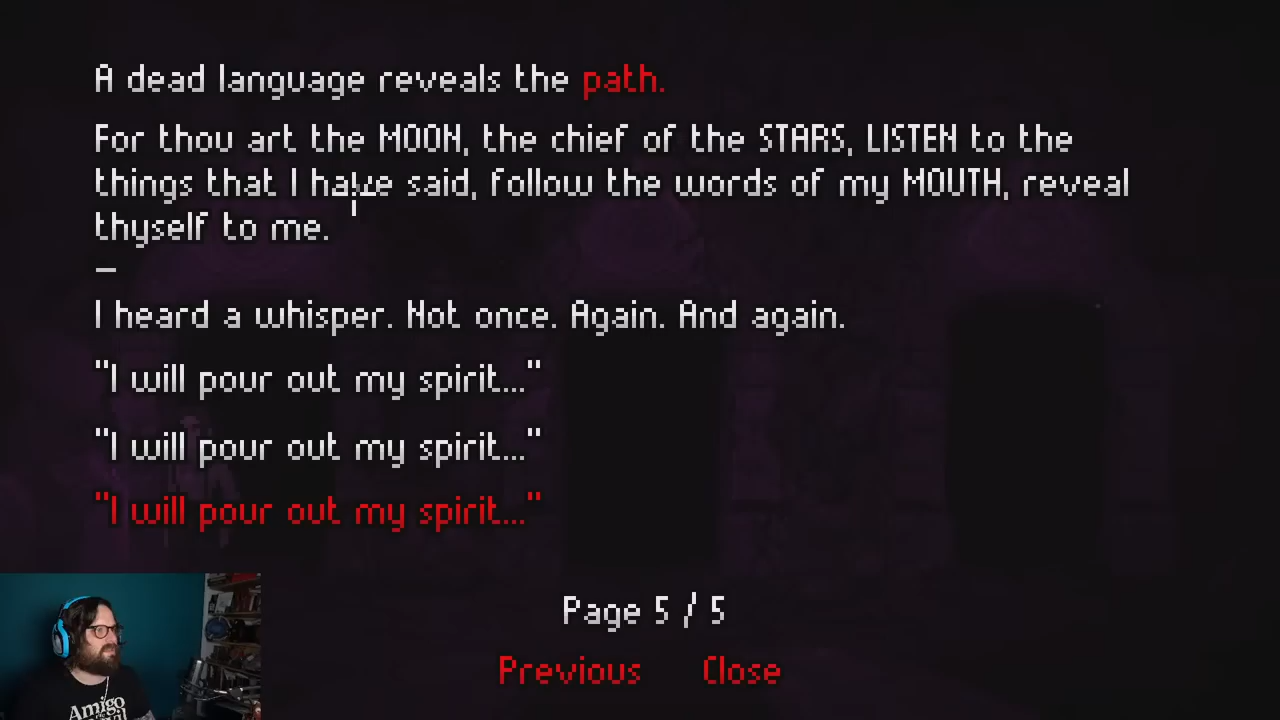 A dead language reveals the path.
For thou art the MOON, the chief of the STARS, LISTEN to the
things that I have said, follow the words of my MOUTH, reveal
thyself to me.
—
I heard a whisper. Not once. Again. And again.
"I will pour out my spirit..."
"I will pour out my spirit..."
"I will pour out my spirit..."
Page 5 / 5
Previous Close
Amigo